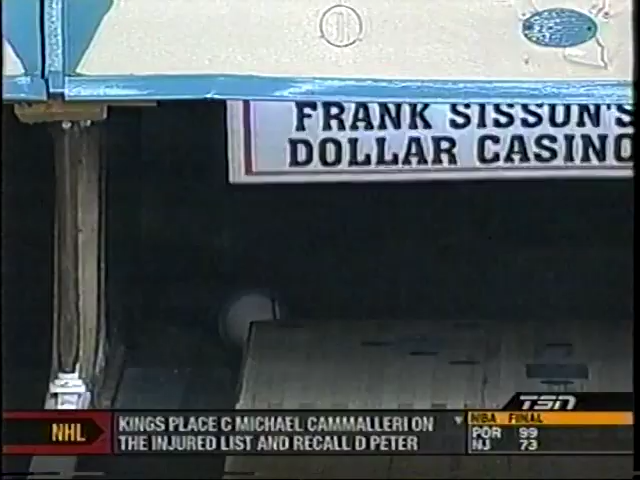 FRANK SISSON'S
DOLLAR CASINO
TSN
NHL
KINGS PLACE C MICHAEL CAMMALLERI ON
THE INJURED LIST AND RECALL D PETER
NBA FINAL
POR 99
NJ 73